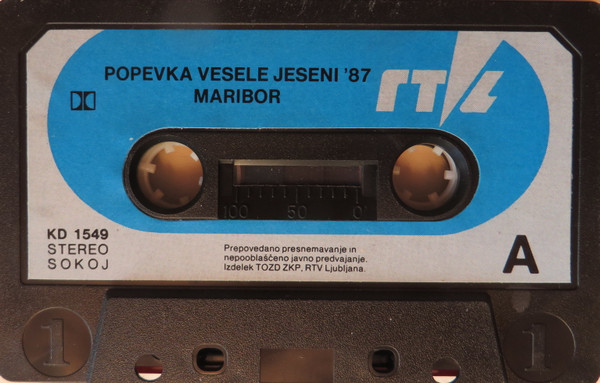 POPEVKA VESELE JESENI '87
MARIBOR
RTVL
100 50 0
KD 1549
STEREO
SOKOJ
Prepovedano presnemavanje in
nepooblaščeno javno predvajanje.
Izdelek TOZD ZKP, RTV Ljubljana.
A
1 1